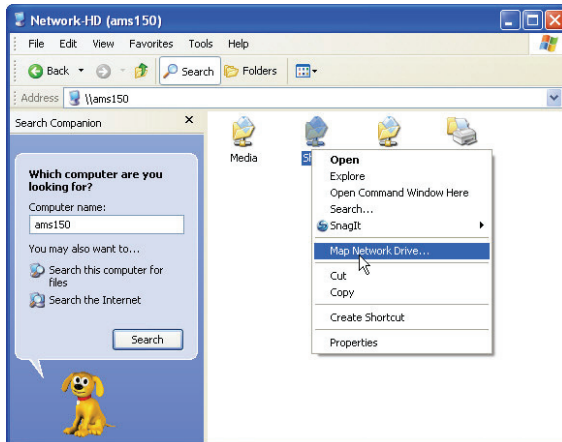 Network-HD (ams150)
File Edit View Favorites Tools Help
Back Search Folders
Address \\ams150
Search Companion
Which computer are you
looking for?
Computer name:
ams150
You may also want to...
Search this computer for
files
Search the Internet
Search
Media
Open
Explore
Open Command Window Here
Search...
SnagIt
Map Network Drive...
Cut
Copy
Create Shortcut
Properties